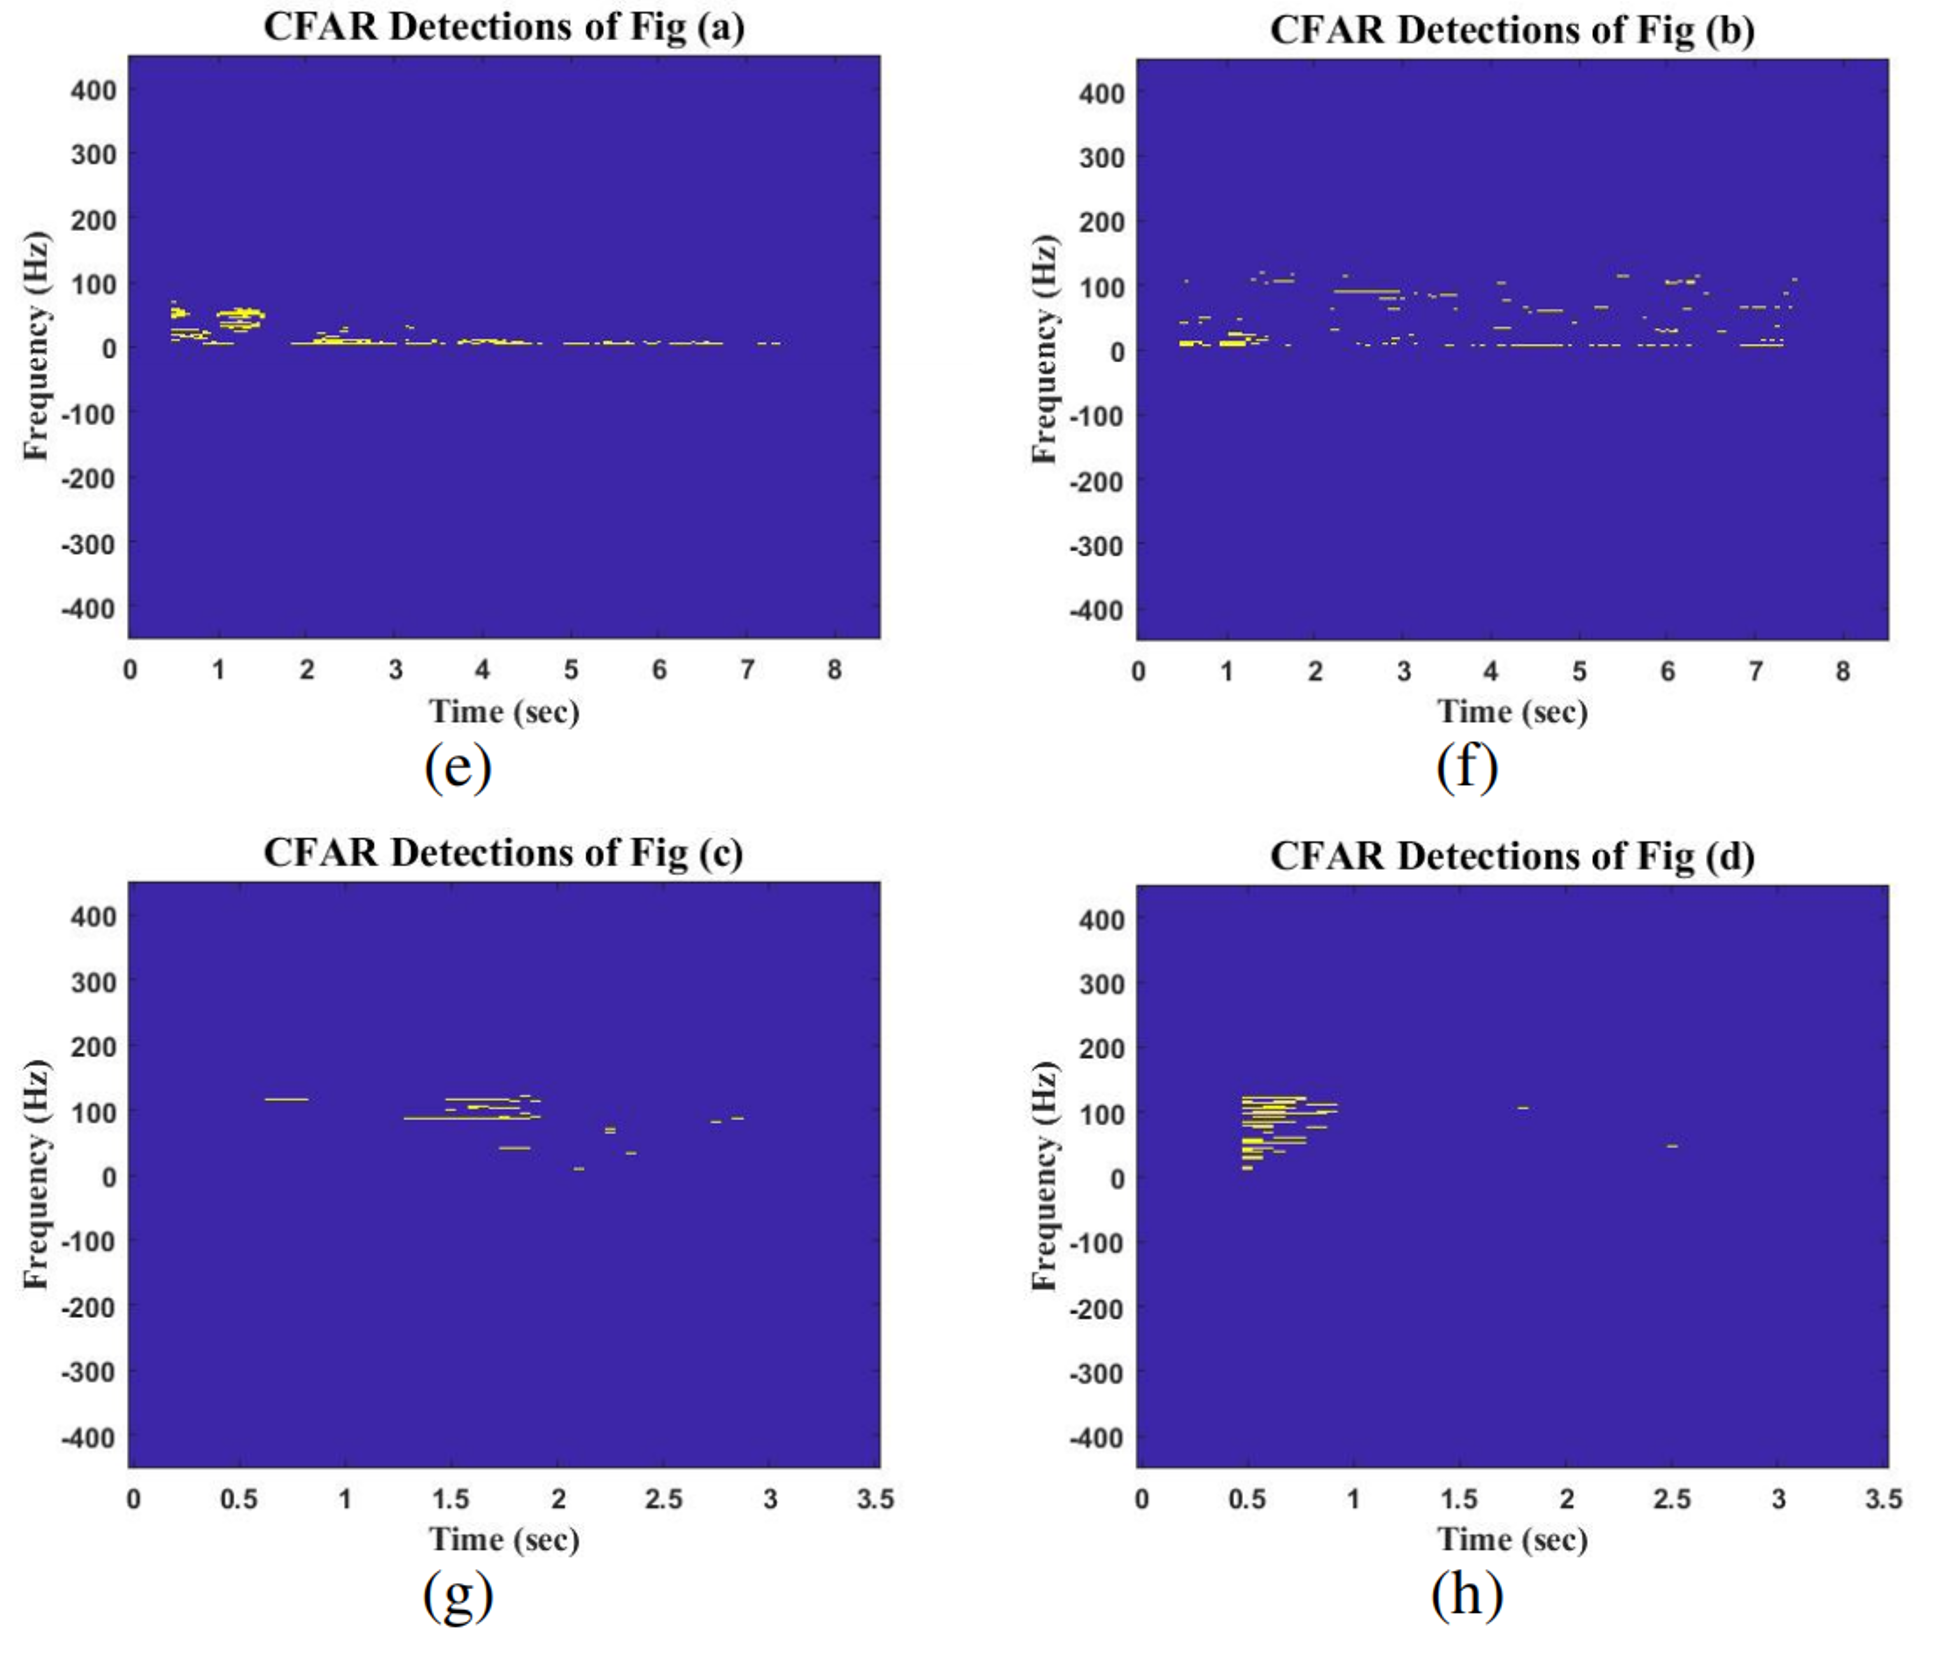 CFAR Detections of Fig (a)
Frequency (Hz)
400
300
200
100
0
-100
-200
-300
-400
0 1 2 3 4 5 6 7 8
Time (sec)
(e)
CFAR Detections of Fig (b)
Frequency (Hz)
400
300
200
100
0
-100
-200
-300
-400
0 1 2 3 4 5 6 7 8
Time (sec)
(f)
CFAR Detections of Fig (c)
Frequency (Hz)
400
300
200
100
0
-100
-200
-300
-400
0 0.5 1 1.5 2 2.5 3 3.5
Time (sec)
(g)
CFAR Detections of Fig (d)
Frequency (Hz)
400
300
200
100
0
-100
-200
-300
-400
0 0.5 1 1.5 2 2.5 3 3.5
Time (sec)
(h)